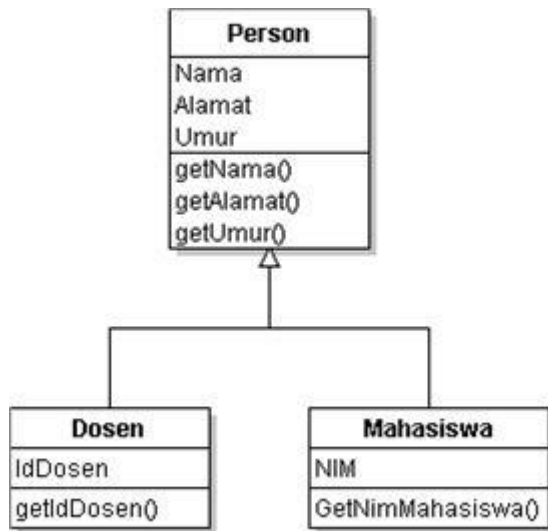 Person
Nama
Alamat
Umur
getNama()
getAlamat()
getUmur()
Dosen
IdDosen
getIdDosen()
Mahasiswa
NIM
GetNimMahasiswa()